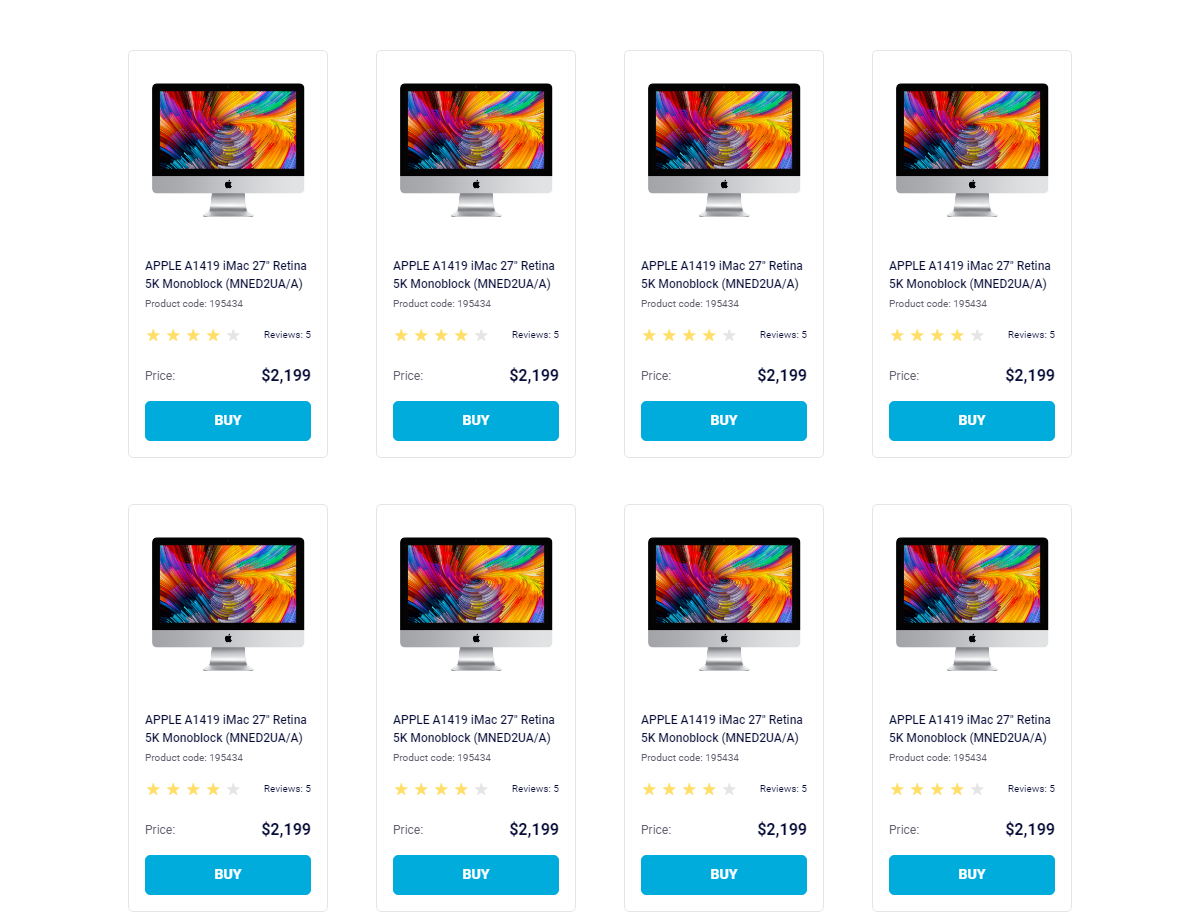 APPLE A1419 iMac 27" Retina
5K Monoblock (MNED2UA/A)
Product code: 195434
Reviews: 5
Price: $2,199
BUY
APPLE A1419 iMac 27" Retina
5K Monoblock (MNED2UA/A)
Product code: 195434
Reviews: 5
Price: $2,199
BUY
APPLE A1419 iMac 27" Retina
5K Monoblock (MNED2UA/A)
Product code: 195434
Reviews: 5
Price: $2,199
BUY
APPLE A1419 iMac 27" Retina
5K Monoblock (MNED2UA/A)
Product code: 195434
Reviews: 5
Price: $2,199
BUY
APPLE A1419 iMac 27" Retina
5K Monoblock (MNED2UA/A)
Product code: 195434
Reviews: 5
Price: $2,199
BUY
APPLE A1419 iMac 27" Retina
5K Monoblock (MNED2UA/A)
Product code: 195434
Reviews: 5
Price: $2,199
BUY
APPLE A1419 iMac 27" Retina
5K Monoblock (MNED2UA/A)
Product code: 195434
Reviews: 5
Price: $2,199
BUY
APPLE A1419 iMac 27" Retina
5K Monoblock (MNED2UA/A)
Product code: 195434
Reviews: 5
Price: $2,199
BUY